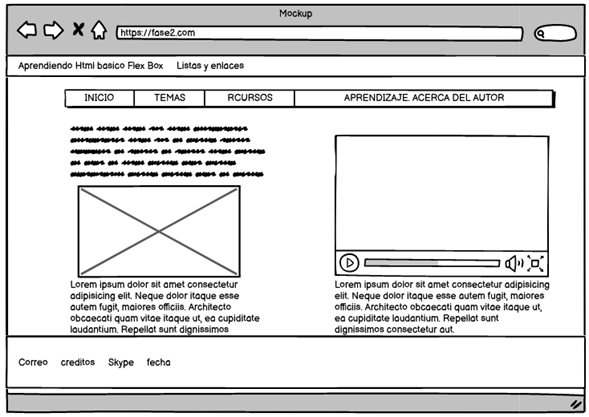 Mockup
https://fase2.com
Aprendiendo Html basico Flex Box Listas y enlaces
INICIO TEMAS RCURSOS APRENDIZAJE. ACERCA DEL AUTOR
Lorem ipsum dolor sit amet consectetur
adipisicing elit. Neque dolor itaque esse
autem fugit, maiores officiis. Architecto
obcaecati quam vitae itaque ut, ea cupiditate
laudantium. Repellat sunt dignissimos
Lorem ipsum dolor sit amet consectetur
adipisicing elit. Neque dolor itaque
esse autem fugit, maiores
officiis. Architecto obcaecati quam
vitae itaque ut, ea cupiditate
laudantium. Repellat sunt
dignissimos consectetur aut.
Correo creditos Skype fecha